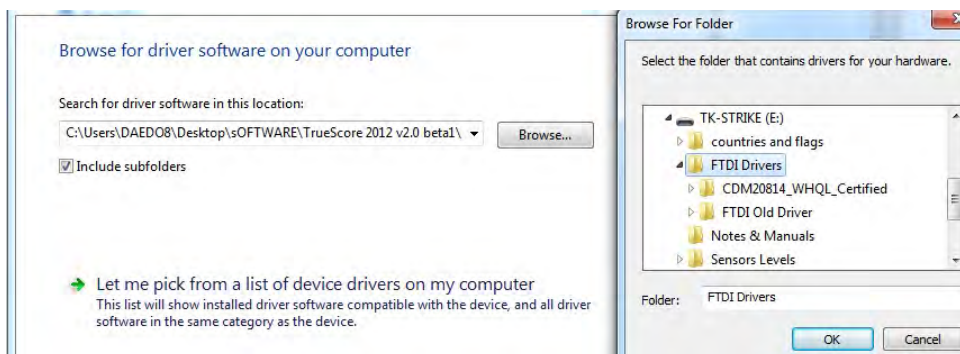 Browse for driver software on your computer
Search for driver software in this location:
C:\Users\DAEDO8\Desktop\sOFTWARE\TrueScore 2012 v2.0 beta1\
Browse...
Include subfolders
Let me pick from a list of device drivers on my computer
This list will show installed driver software compatible with the device, and all driver
software in the same category as the device.
Browse For Folder
Select the folder that contains drivers for your hardware.
TK-STRIKE (E:)
countries and flags
FTDI Drivers
CDM20814_WHQL_Certified
FTDI Old Driver
Notes & Manuals
Sensors Levels
Folder: FTDI Drivers
OK Cancel